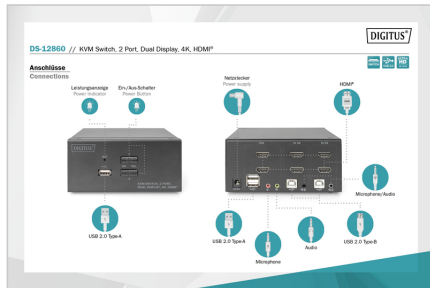 DIGITUS®
DS-12860 // KVM Switch, 2 Port, Dual Display, 4K, HDMI®
Anschlüsse
Connections
Leistungsanzeige
Power Indicator
Ein-/Aus-Schalter
Power Button
Netzstecker
Power supply
HDMI®
DIGITUS
USB 2.0 Type-A
USB 2.0 Type-A
Microphone
Audio
USB 2.0 Type-B
Microphone/Audio